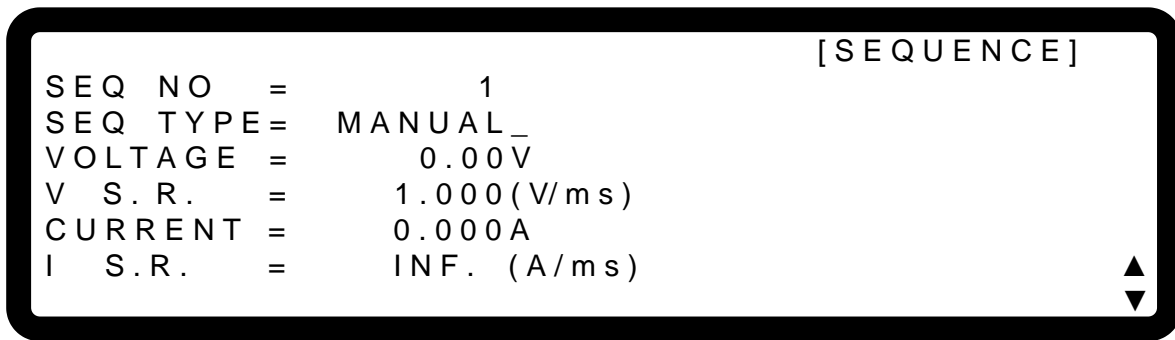 [SEQUENCE]
SEQ NO = 1
SEQ TYPE= MANUAL_
VOLTAGE = 0.00V
V S.R. = 1.000(V/ms)
CURRENT = 0.000A
I S.R. = INF. (A/ms)